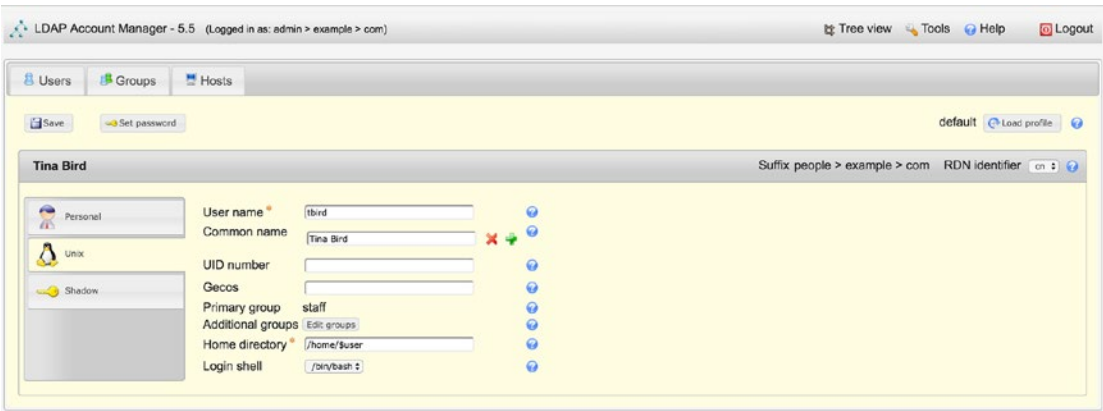 LDAP Account Manager - 5.5 (Logged in as: admin > example > com) Tree view Tools Help Logout
Users Groups Hosts
Save Set password default Load profile
Tina Bird Suffix people > example > com RDN identifier cn
Personal
Unix
Shadow
User name * tbird
Common name Tina Bird
UID number
Gecos
Primary group staff
Additional groups Edit groups
Home directory * /home/$user
Login shell /bin/bash